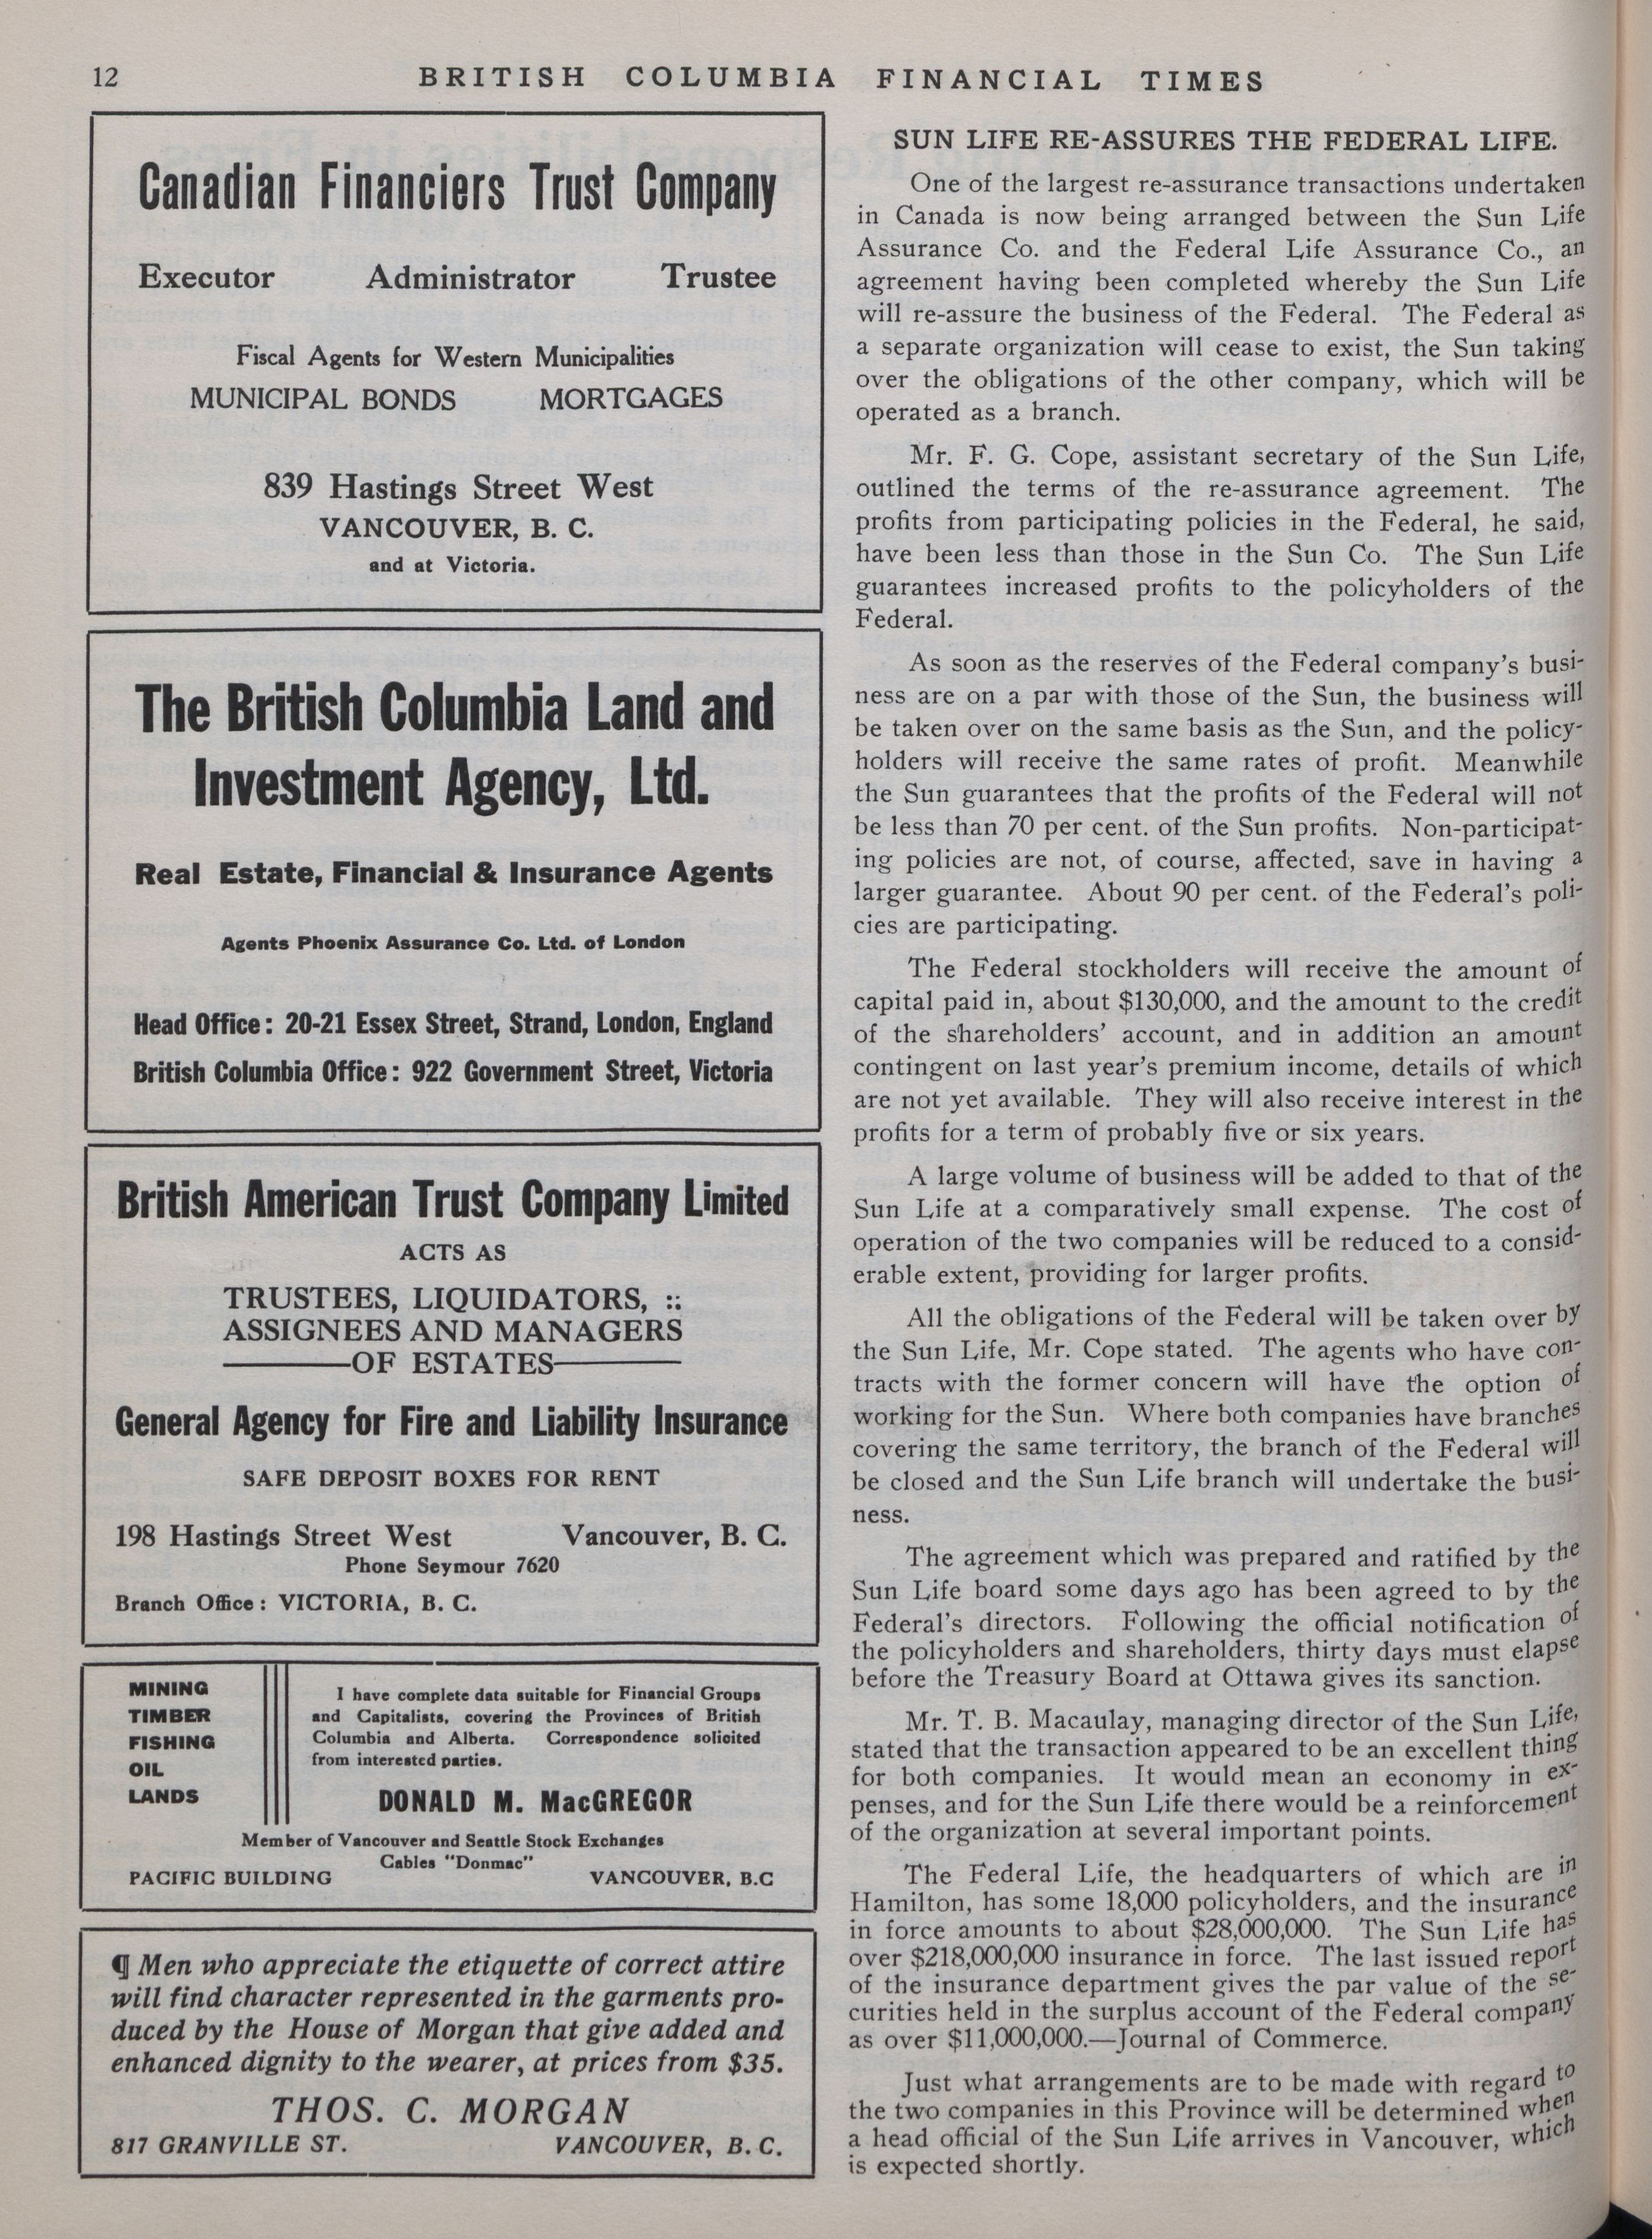 12
BRITISH COLUMBIA FINANCIAL TIMES
Canadian Financiers Trust Company
Executor Administrator Trustee
Fiscal Agents for Western Municipalities
MUNICIPAL BONDS MORTGAGES
839 Hastings Street West
VANCOUVER, B. C.
and at Victoria.
The British Columbia Land and
Investment Agency, Ltd.
Real Estate, Financial & Insurance Agents
Agents Phoenix Assurance Co. Ltd. of London
Head Office: 20-21 Essex Street, Strand, London, England
British Columbia Office: 922 Government Street, Victoria
British American Trust Company Limited
ACTS AS
TRUSTEES, LIQUIDATORS, ::
ASSIGNEES AND MANAGERS
OF ESTATES
General Agency for Fire and Liability Insurance
SAFE DEPOSIT BOXES FOR RENT
198 Hastings Street West Vancouver, B. C.
Phone Seymour 7620
Branch Office: VICTORIA, B. C.
MINING
TIMBER
FISHING
OIL
LANDS
I have complete data suitable for Financial Groups
and Capitalists, covering the Provinces of British
Columbia and Alberta. Correspondence solicited
from interested parties.
DONALD M. MacGREGOR
Member of Vancouver and Seattle Stock Exchanges
Cables "Donmac"
PACIFIC BUILDING VANCOUVER, B.C
¶ Men who appreciate the etiquette of correct attire
will find character represented in the garments pro-
duced by the House of Morgan that give added and
enhanced dignity to the wearer, at prices from $35.
THOS. C. MORGAN
817 GRANVILLE ST. VANCOUVER, B. C.
SUN LIFE RE-ASSURES THE FEDERAL LIFE.
One of the largest re-assurance transactions undertaken
in Canada is now being arranged between the Sun Life
Assurance Co. and the Federal Life Assurance Co., an
agreement having been completed whereby the Sun Life
will re-assure the business of the Federal. The Federal as
a separate organization will cease to exist, the Sun taking
over the obligations of the other company, which will be
operated as a branch.
Mr. F. G. Cope, assistant secretary of the Sun Life,
outlined the terms of the re-assurance agreement. The
profits from participating policies in the Federal, he said,
have been less than those in the Sun Co. The Sun Life
guarantees increased profits to the policyholders of the
Federal.
As soon as the reserves of the Federal company's busi-
ness are on a par with those of the Sun, the business will
be taken over on the same basis as the Sun, and the policy-
holders will receive the same rates of profit. Meanwhile
the Sun guarantees that the profits of the Federal will not
be less than 70 per cent. of the Sun profits. Non-participat-
ing policies are not, of course, affected, save in having a
larger guarantee. About 90 per cent. of the Federal's poli-
cies are participating.
The Federal stockholders will receive the amount of
capital paid in, about $130,000, and the amount to the credit
of the shareholders' account, and in addition an amount
contingent on last year's premium income, details of which
are not yet available. They will also receive interest in the
profits for a term of probably five or six years.
A large volume of business will be added to that of the
Sun Life at a comparatively small expense. The cost of
operation of the two companies will be reduced to a consid-
erable extent, providing for larger profits.
All the obligations of the Federal will be taken over by
the Sun Life, Mr. Cope stated. The agents who have con-
tracts with the former concern will have the option of
working for the Sun. Where both companies have branches
covering the same territory, the branch of the Federal will
be closed and the Sun Life branch will undertake the busi-
ness.
The agreement which was prepared and ratified by the
Sun Life board some days ago has been agreed to by the
Federal's directors. Following the official notification of
the policyholders and shareholders, thirty days must elapse
before the Treasury Board at Ottawa gives its sanction.
Mr. T. B. Macaulay, managing director of the Sun Life,
stated that the transaction appeared to be an excellent thing
for both companies. It would mean an economy in ex-
penses, and for the Sun Life there would be a reinforcement
of the organization at several important points.
The Federal Life, the headquarters of which are in
Hamilton, has some 18,000 policyholders, and the insurance
in force amounts to about $28,000,000. The Sun Life has
over $218,000,000 insurance in force. The last issued report
of the insurance department gives the par value of the se-
curities held in the surplus account of the Federal company
as over $11,000,000.—Journal of Commerce.
Just what arrangements are to be made with regard to
the two companies in this Province will be determined when
a head official of the Sun Life arrives in Vancouver, which
is expected shortly.